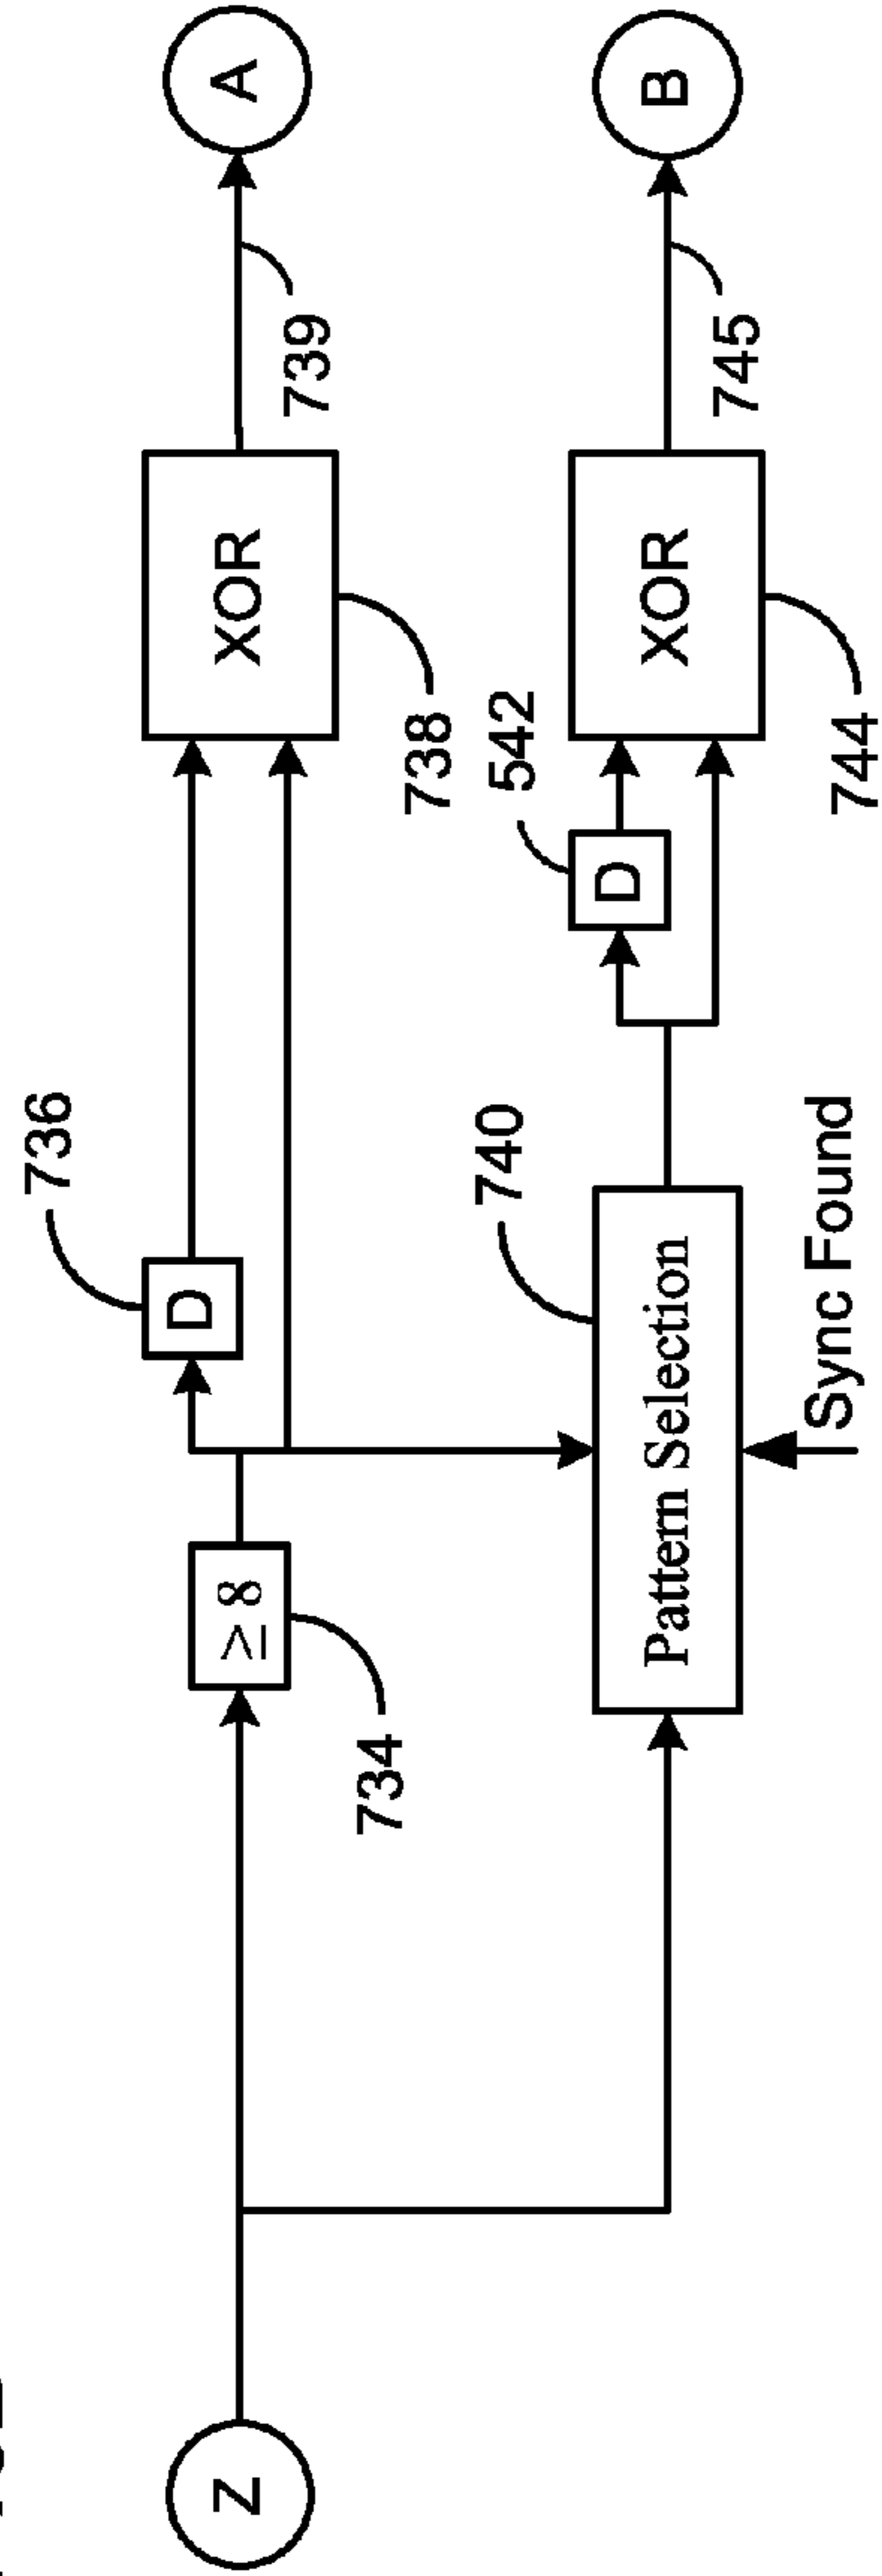 Z
≥ 8
734
D
736
XOR
738
739
A
Pattern Selection
740
Sync Found
D
542
XOR
744
745
B